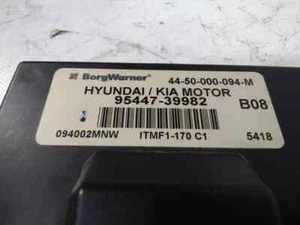 BorgWarner 44-50-000-094-M
HYUNDAI / KIA MOTOR
95447-39982 B08
094002MNW ITMF1-170 C1 5418